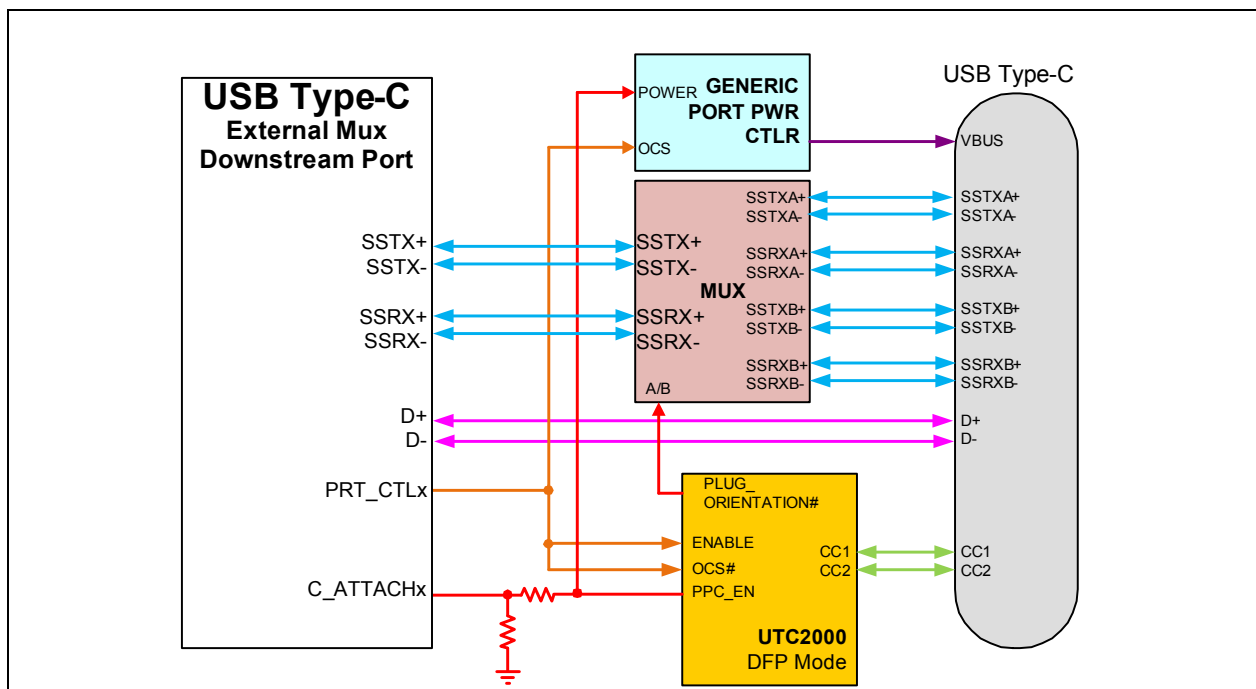 USB Type-C
External Mux
Downstream Port
SSTX+
SSTX-
SSRX+
SSRX-
D+
D-
PRT_CTLx
C_ATTACHx
POWER
GENERIC
PORT PWR
CTLR
OCS
SSTX+
SSTX-
SSRX+
SSRX-
MUX
A/B
SSTXA+
SSTXA-
SSRXA+
SSRXA-
SSTXB+
SSTXB-
SSRXB+
SSRXB-
PLUG_
ORIENTATION#
ENABLE
OCS#
PPC_EN
CC1
CC2
UTC2000
DFP Mode
USB Type-C
VBUS
SSTXA+
SSTXA-
SSRXA+
SSRXA-
SSTXB+
SSTXB-
SSRXB+
SSRXB-
D+
D-
CC1
CC2